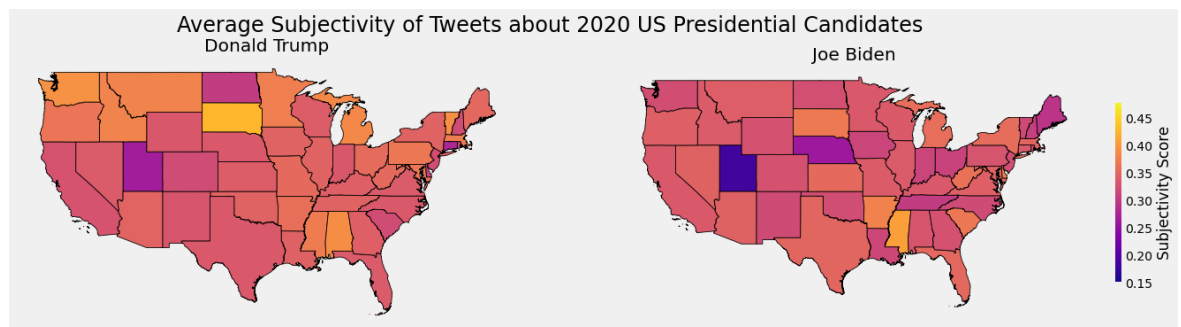 Average Subjectivity of Tweets about 2020 US Presidential Candidates
Donald Trump
Joe Biden
0.45
0.40
0.35
0.30
0.25
0.20
0.15
Subjectivity Score